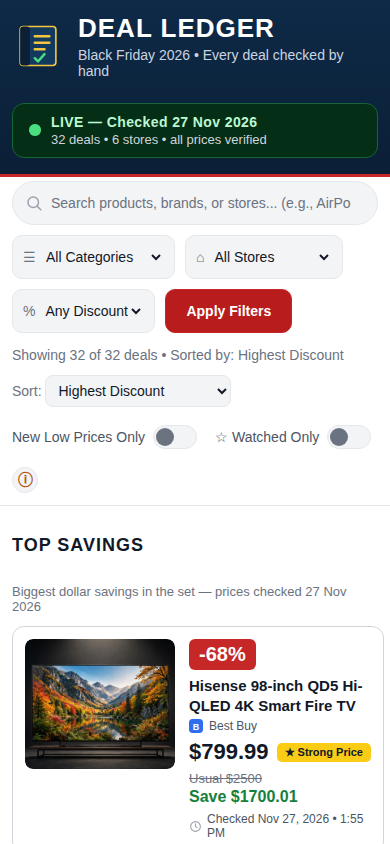 DEAL LEDGER
Black Friday 2026 • Every deal checked by
hand
LIVE — Checked 27 Nov 2026
32 deals • 6 stores • all prices verified
Search products, brands, or stores... (e.g., AirPo
All Categories
All Stores
% Any Discount
Apply Filters
Showing 32 of 32 deals • Sorted by: Highest Discount
Sort: Highest Discount
New Low Prices Only
☆ Watched Only
ⓘ
TOP SAVINGS
Biggest dollar savings in the set — prices checked 27 Nov
2026
-68%
Hisense 98-inch QD5 Hi-
QLED 4K Smart Fire TV
B Best Buy
$799.99 ★ Strong Price
Usual $2500
Save $1700.01
Checked Nov 27, 2026 • 1:55
PM